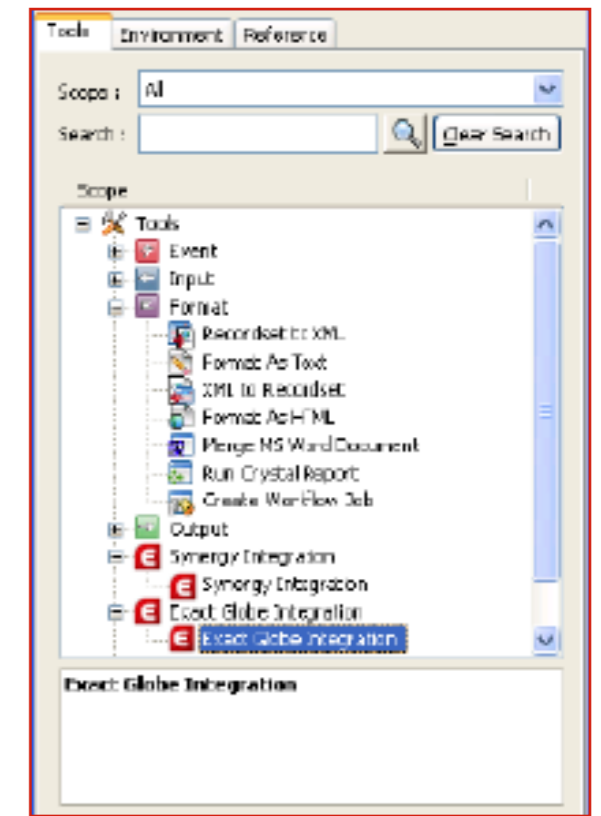 Tools Environment Reference
Scope : All
Search : Clear Search
Scope
Tools
Event
Input
Format
Recordset to XML
Format As Text
XML to Recordset
Format As HTML
Merge MS Word Document
Run Crystal Report
Create Workflow Job
Output
Synergy Integration
Synergy Integration
Exact Globe Integration
Exact Globe Integration
Exact Globe Integration